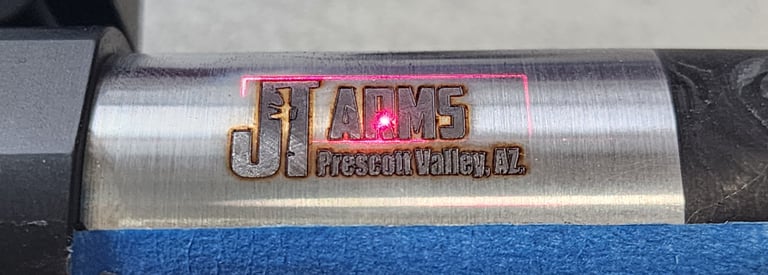 JT ARMS
Prescott Valley, AZ.